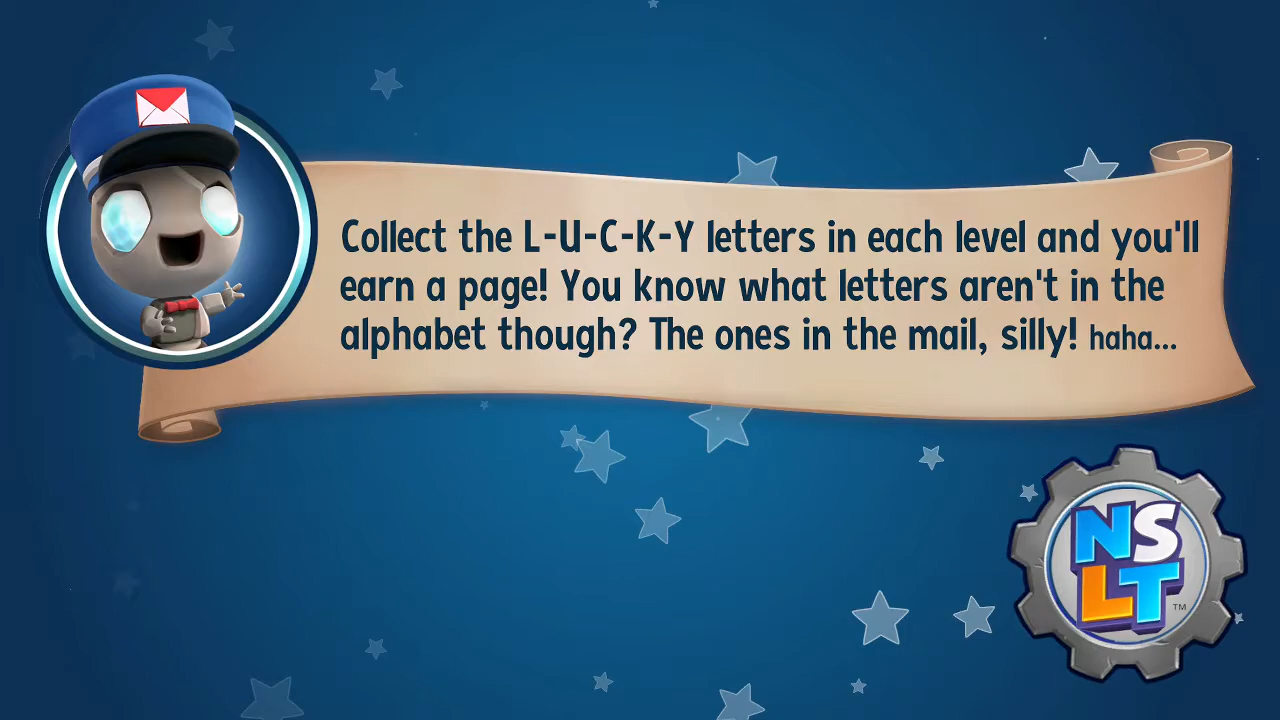 Collect the L-U-C-K-Y letters in each level and you'll
earn a page! You know what letters aren't in the
alphabet though? The ones in the mail, silly! haha...
NS
LT
TM